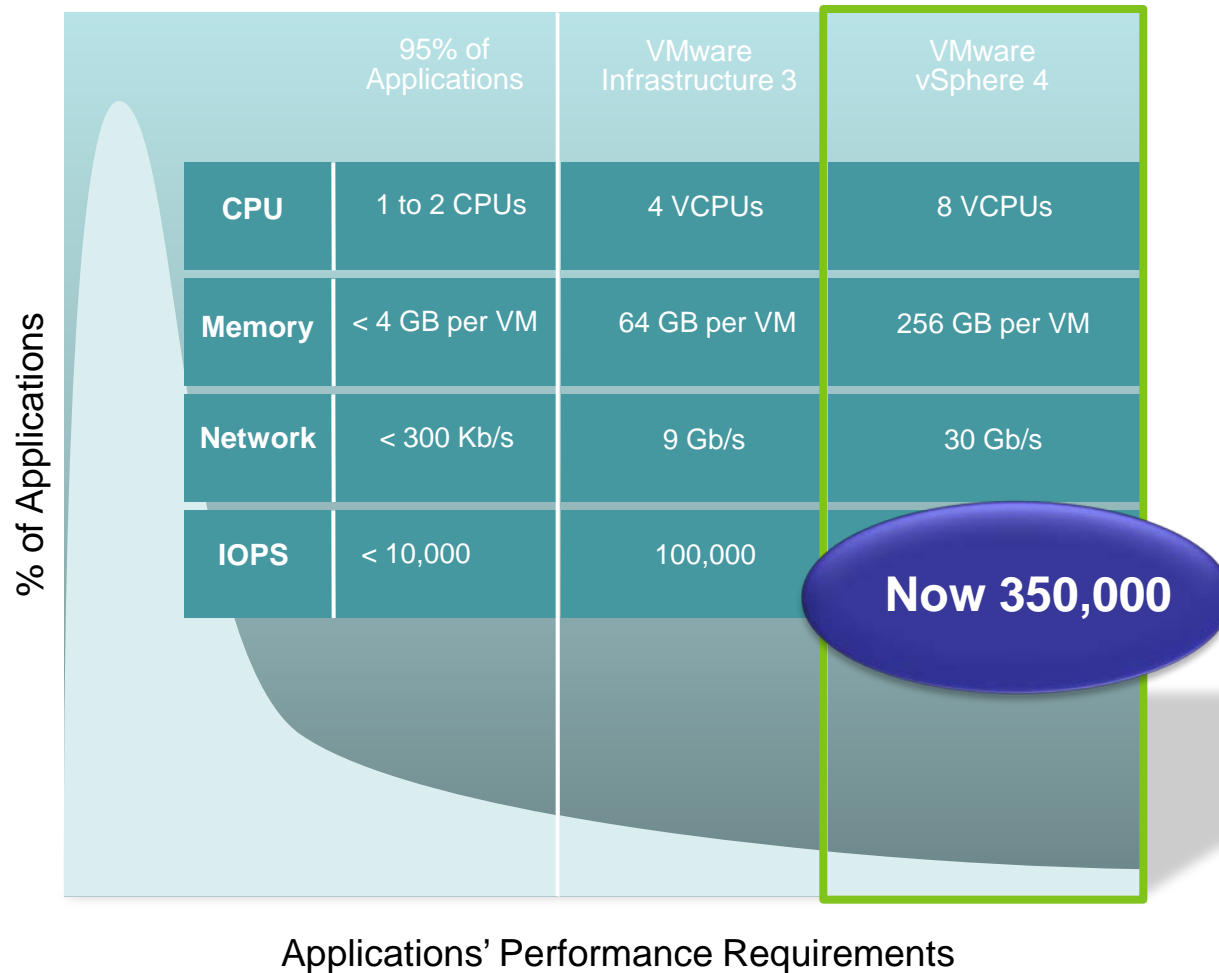 95% of
Applications
VMware
Infrastructure 3
VMware
vSphere 4
CPU
1 to 2 CPUs
4 VCPUs
8 VCPUs
Memory
< 4 GB per VM
64 GB per VM
256 GB per VM
Network
< 300 Kb/s
9 Gb/s
30 Gb/s
IOPS
< 10,000
100,000
Now 350,000
% of Applications
Applications’ Performance Requirements